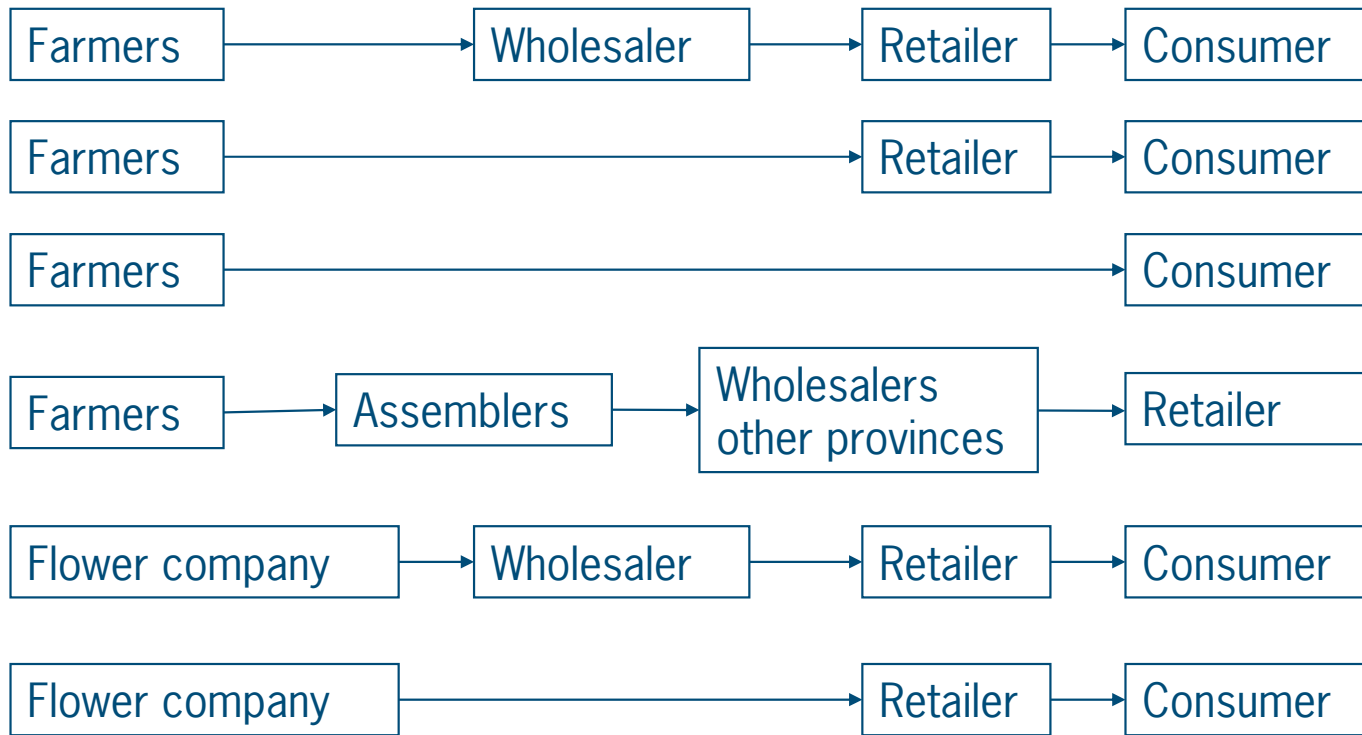 Farmers Wholesaler Retailer Consumer
Farmers Retailer Consumer
Farmers Consumer
Farmers Assemblers Wholesalers other provinces Retailer
Flower company Wholesaler Retailer Consumer
Flower company Retailer Consumer